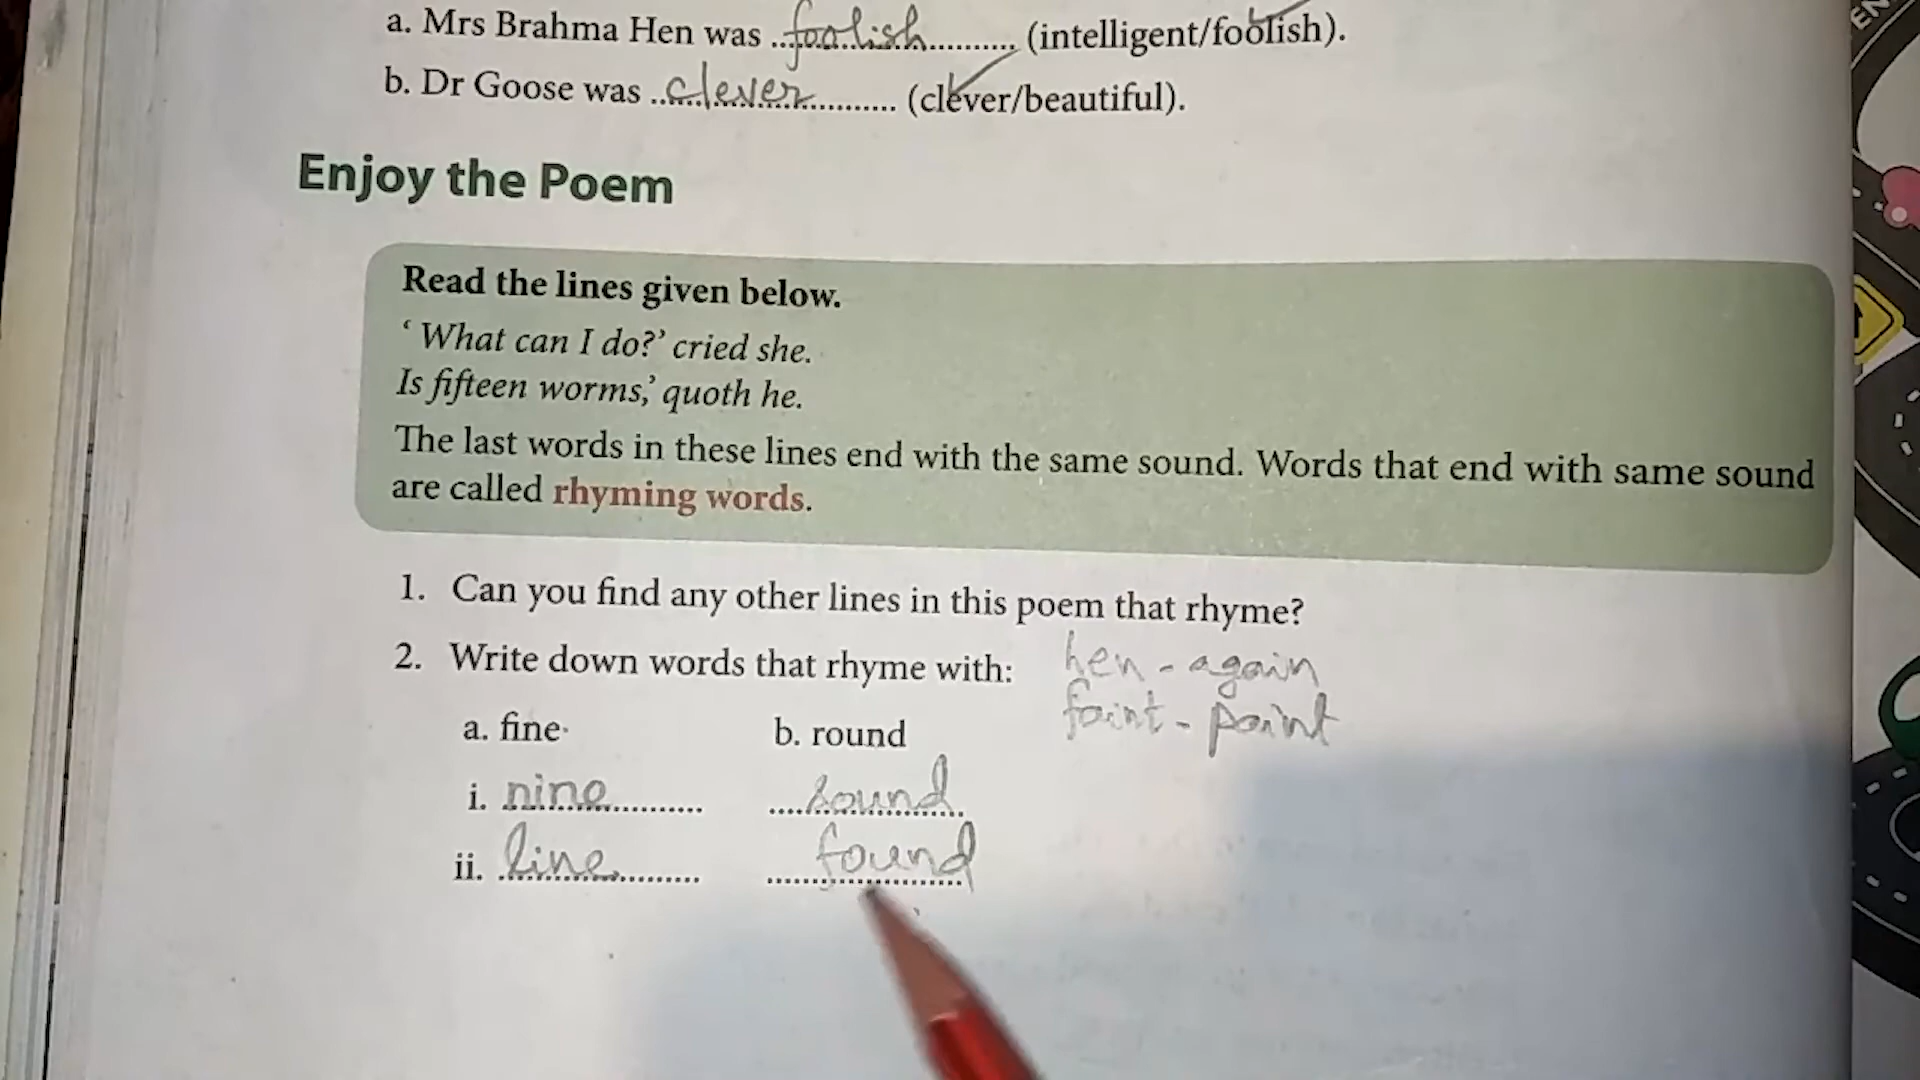 a. Mrs Brahma Hen was ..foolish.......... (intelligent/foolish).
b. Dr Goose was ..clever.......... (clever/beautiful).
Enjoy the Poem
Read the lines given below.
‘ What can I do?’ cried she.
Is fifteen worms,’ quoth he.
The last words in these lines end with the same sound. Words that end with same sound
are called rhyming words.
1. Can you find any other lines in this poem that rhyme?
2. Write down words that rhyme with:
hen - again
faint - paint
a. fine
b. round
i. nine.......... ....sound..
ii. .line.......... ....found..